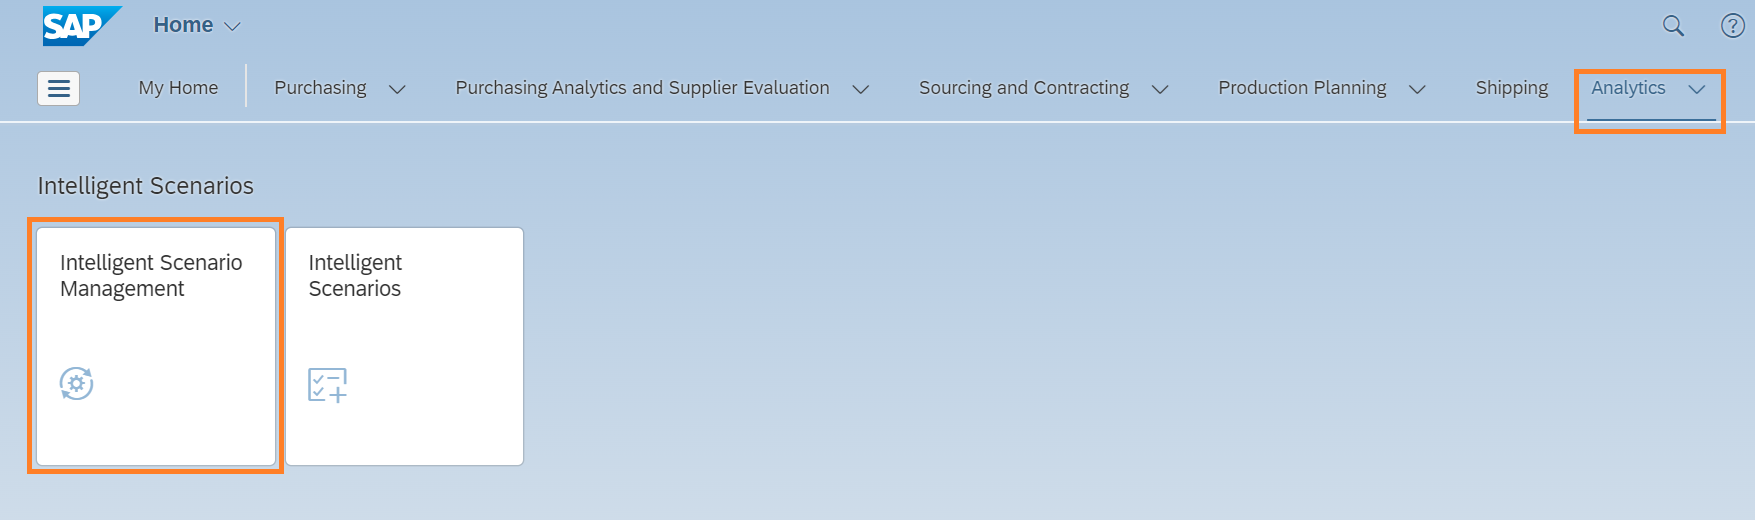 SAP Home
My Home Purchasing Purchasing Analytics and Supplier Evaluation Sourcing and Contracting Production Planning Shipping Analytics
Intelligent Scenarios
Intelligent Scenario
Management
Intelligent
Scenarios